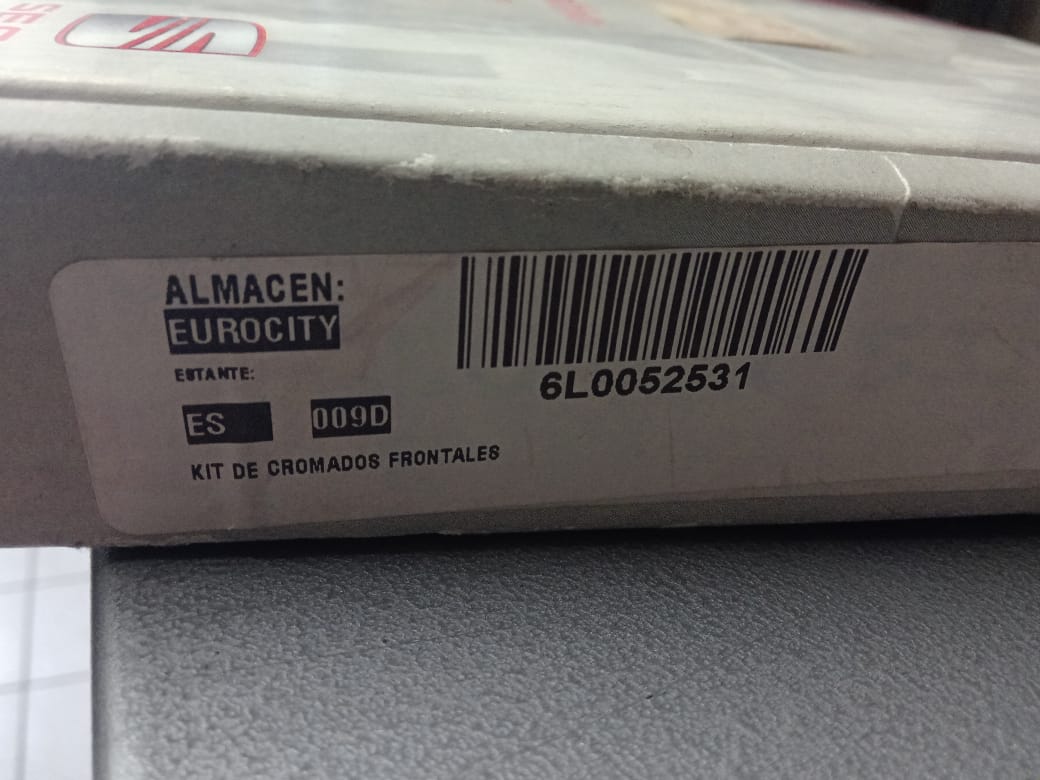 ALMACEN:
EUROCITY
ESTANTE:
ES 009D
KIT DE CROMADOS FRONTALES
6L0052531